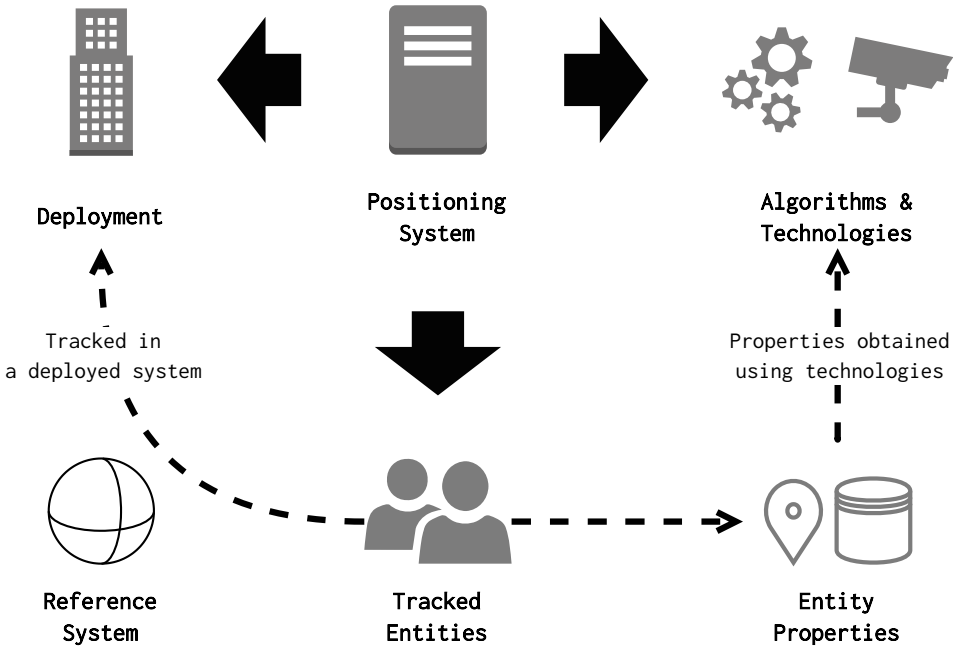 Deployment
Positioning
System
Algorithms &
Technologies
Tracked in
a deployed system
Properties obtained
using technologies
Reference
System
Tracked
Entities
Entity
Properties